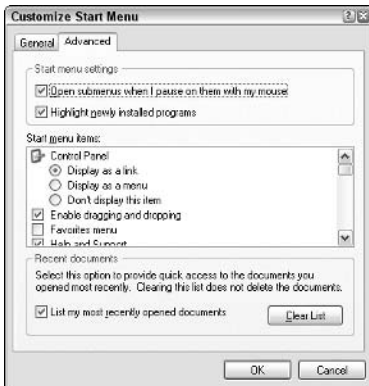 Customize Start Menu
General Advanced
Start menu settings
Open submenus when I pause on them with my mouse
Highlight newly installed programs
Start menu items:
Control Panel
Display as a link
Display as a menu
Don't display this item
Enable dragging and dropping
Favorites menu
Help and Support
Recent documents
Select this option to provide quick access to the documents you
opened most recently. Clearing this list does not delete the documents.
List my most recently opened documents
Clear List
OK Cancel